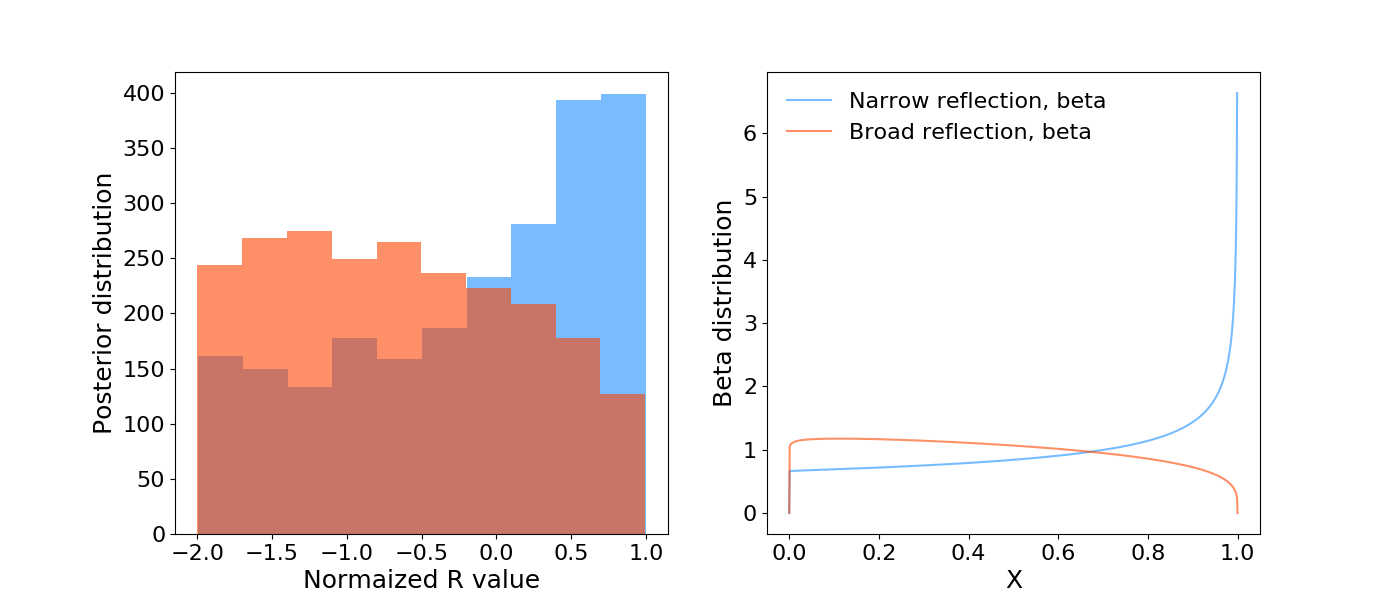 Posterior distribution
400
350
300
250
200
150
100
50
0
−2.0 −1.5 −1.0 −0.5 0.0 0.5 1.0
Normaized R value
Beta distribution
6
5
4
3
2
1
0
0.0 0.2 0.4 0.6 0.8 1.0
X
Narrow reflection, beta
Broad reflection, beta